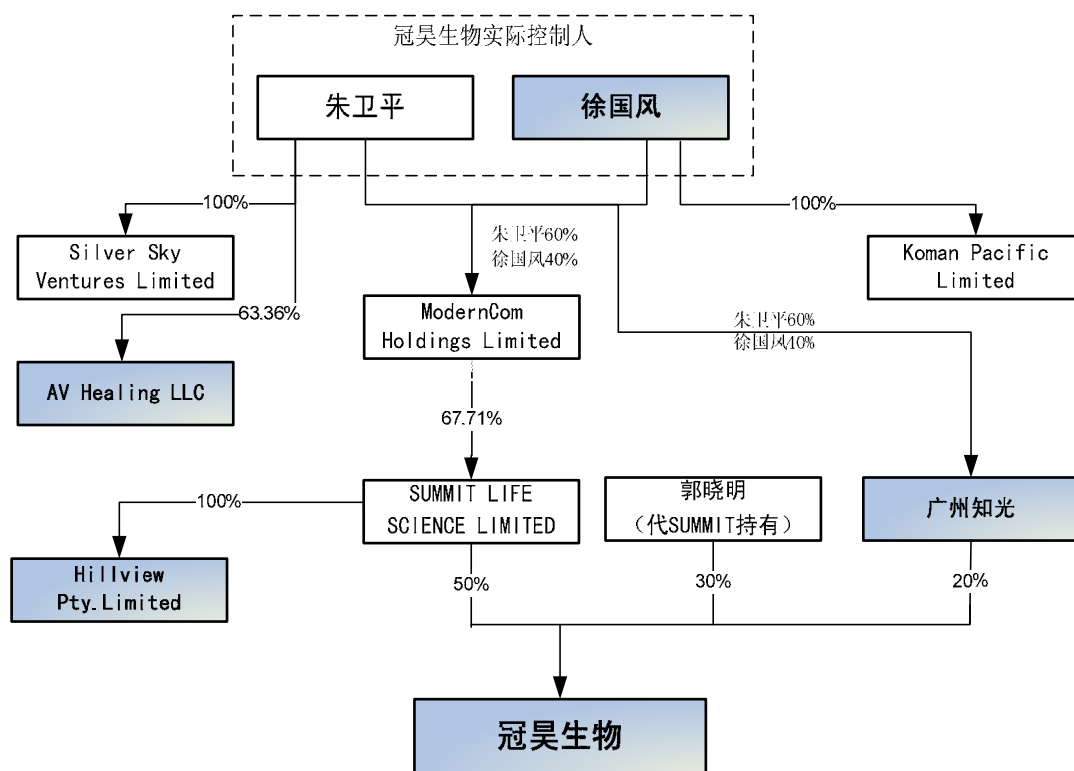 冠昊生物实际控制人
朱卫平
徐国风
100%
100%
Silver Sky
Ventures Limited
朱卫平60%
徐国风40%
Koman Pacific
Limited
63.36%
ModernCom
Holdings Limited
朱卫平60%
徐国风40%
AV Healing LLC
67.71%
100%
SUMMIT LIFE
SCIENCE LIMITED
郭晓明
（代SUMMIT持有）
广州知光
Hillview
Pty.Limited
50%
30%
20%
冠昊生物